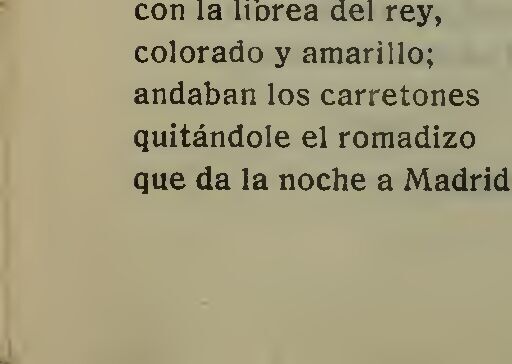 con la librea del rey,
colorado y amarillo;
andaban los carretones
quitándole el romadizo
que da la noche a Madrid